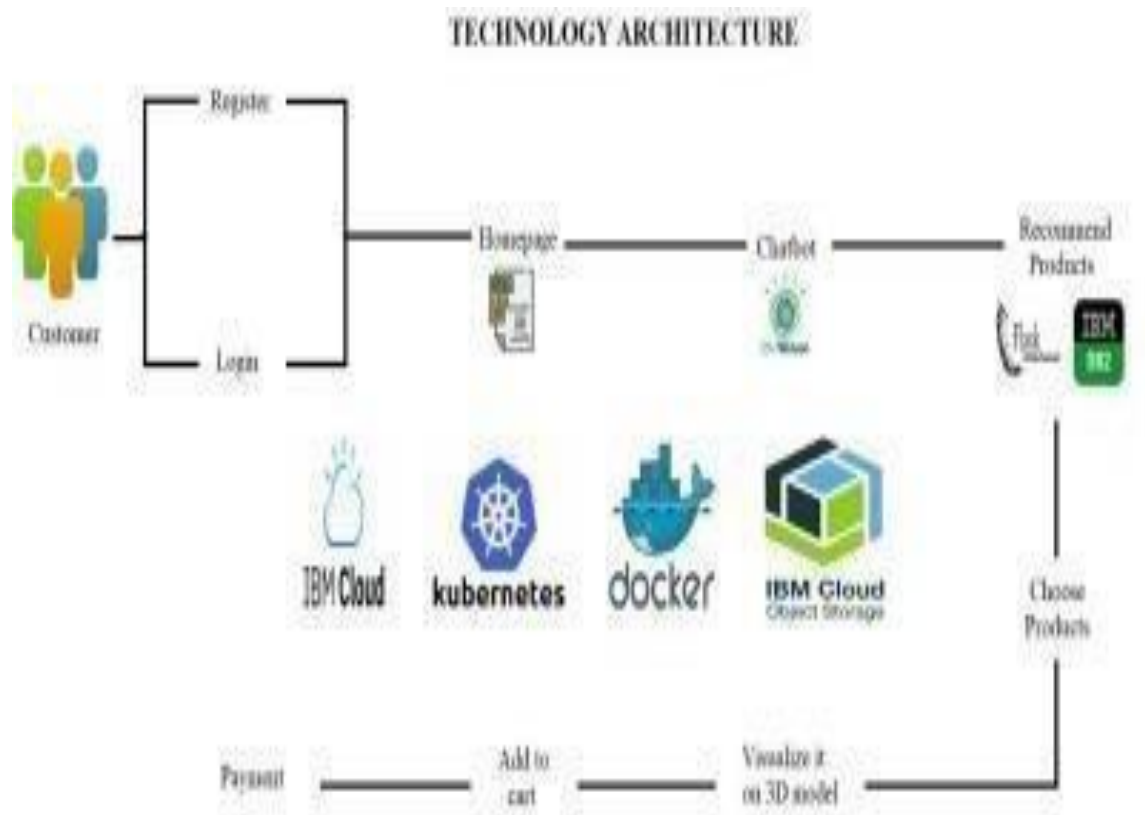 TECHNOLOGY ARCHITECTURE
Register
Customer
Login
Homepage
Chatbot
Recommend
Products
Flask
IBM
DB2
IBM Cloud
kubernetes
docker
IBM Cloud
Object Storage
Choose
Products
Visualize it
on 3D model
Add to
cart
Payment